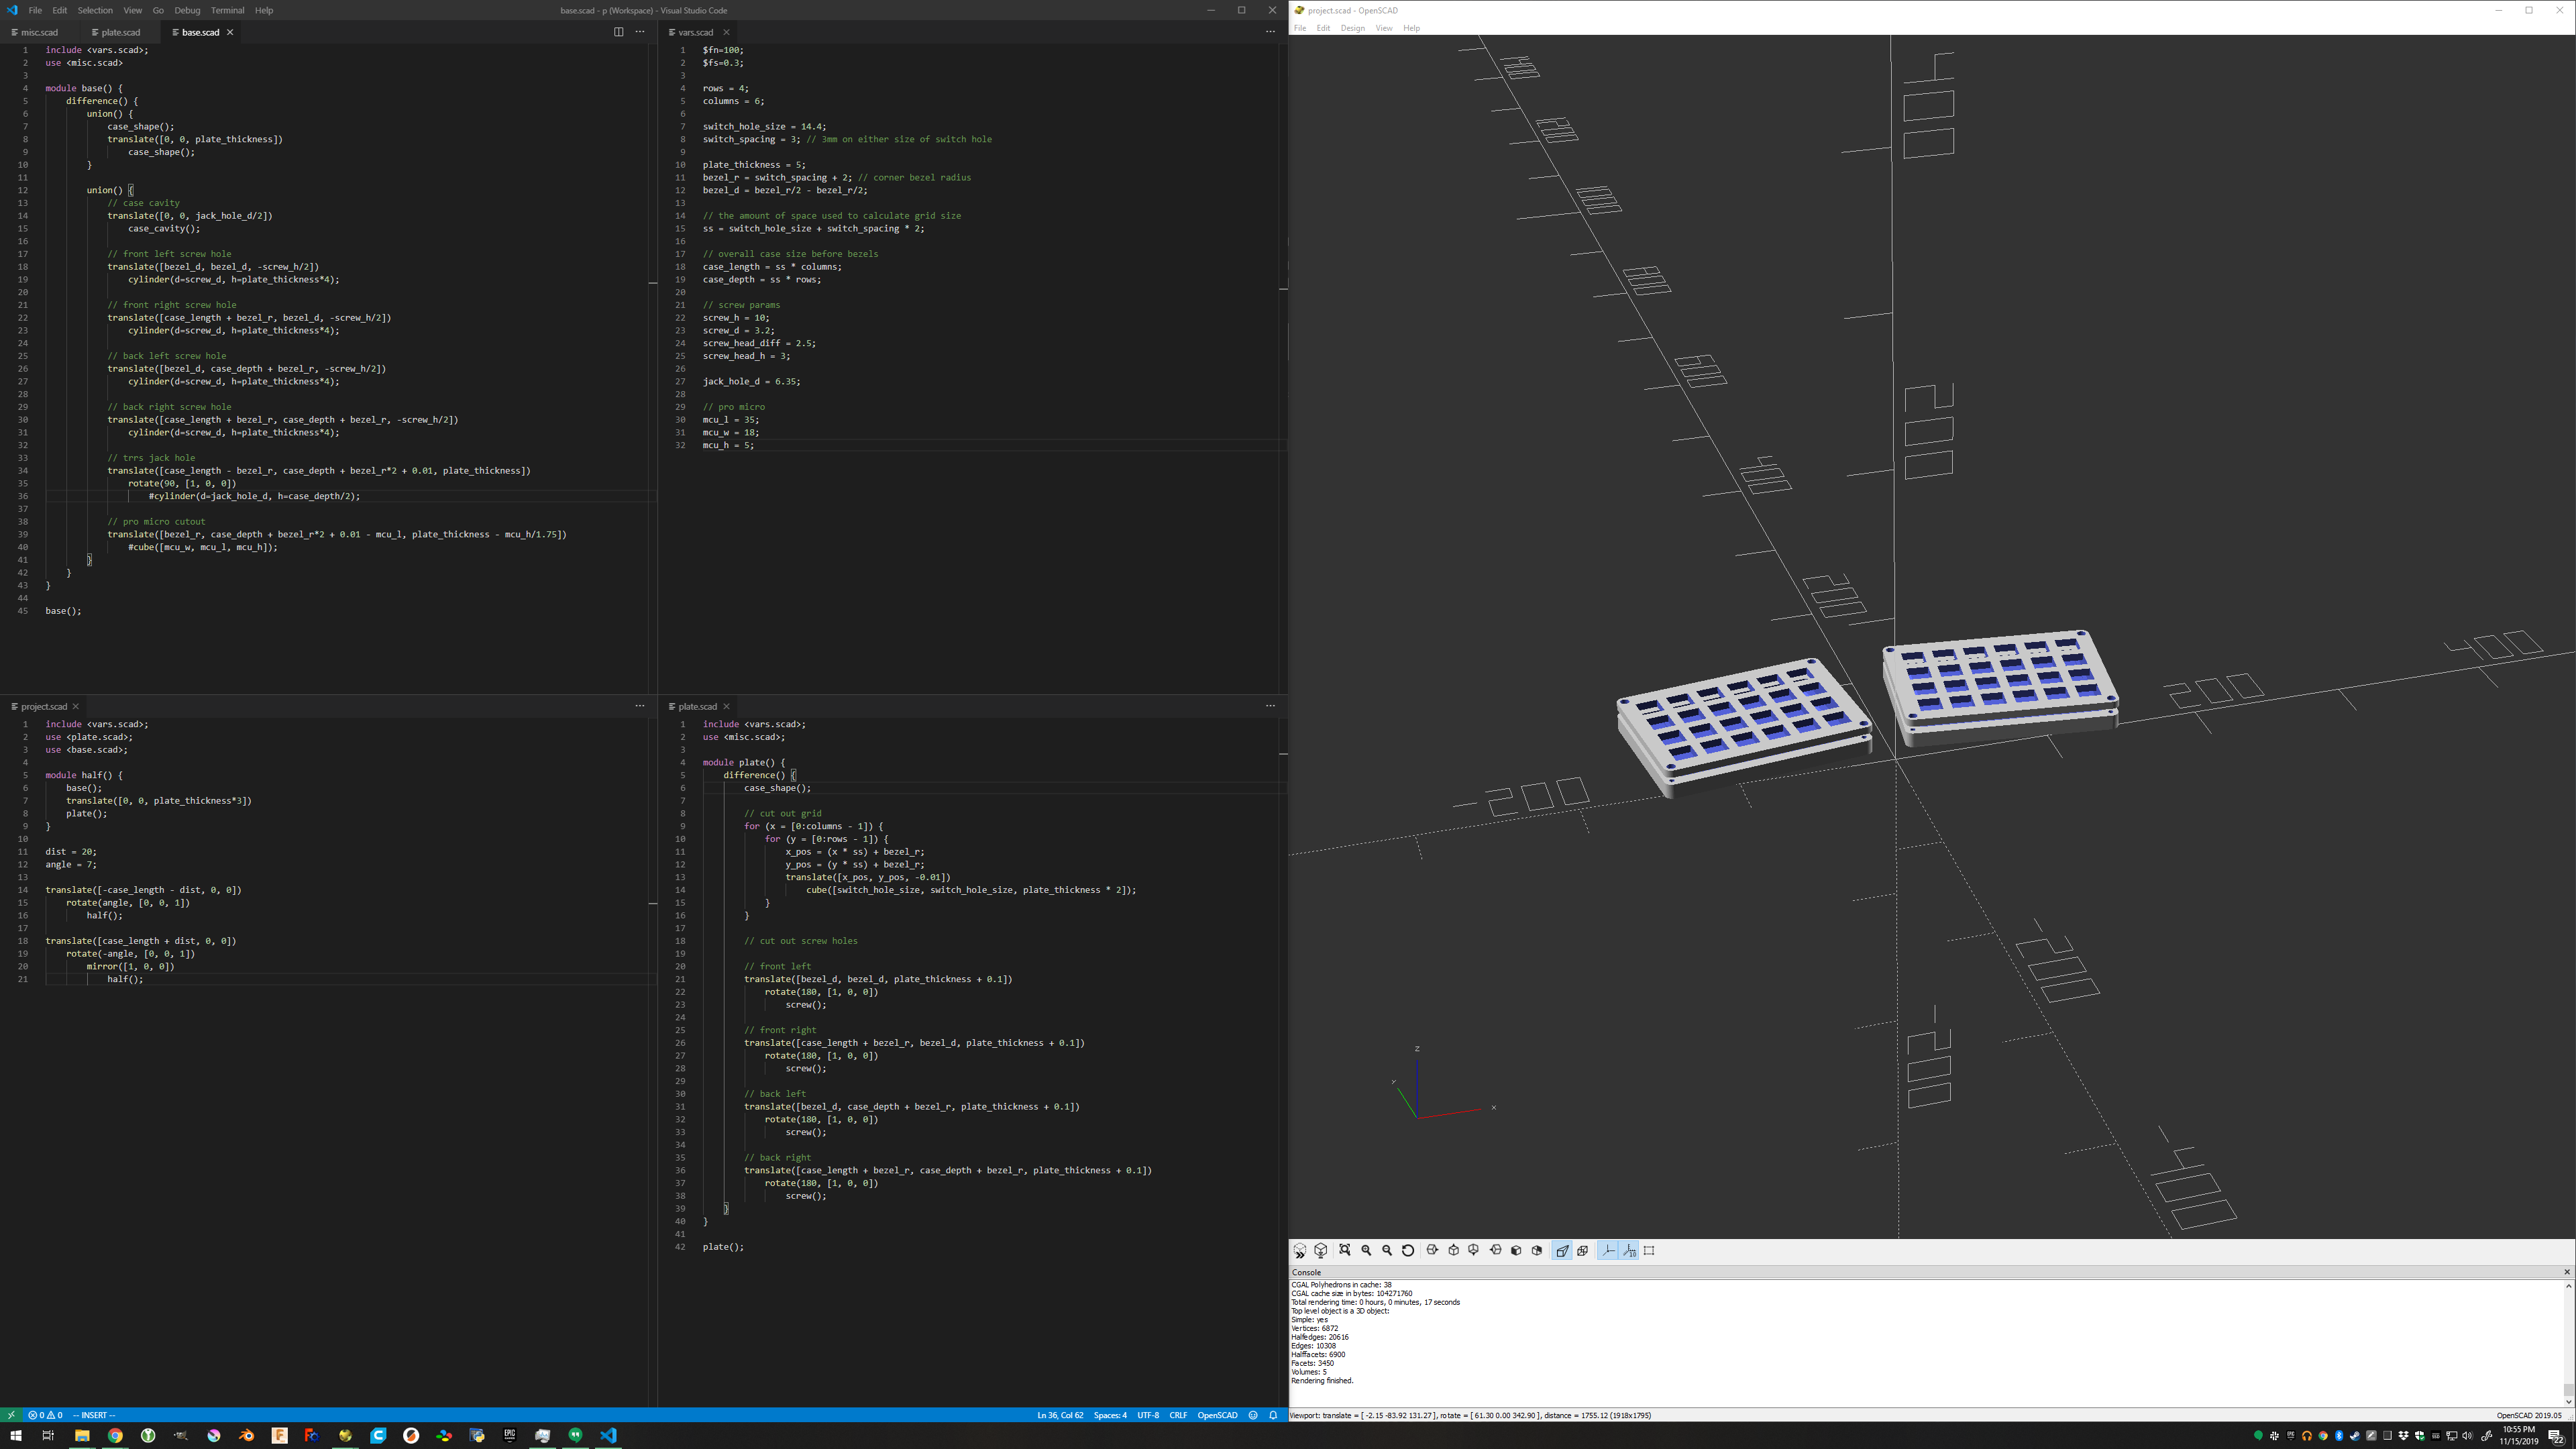 File Edit Selection View Go Debug Terminal Help
base.scad - p (Workspace) - Visual Studio Code
misc.scad
plate.scad
base.scad
1 include <vars.scad>;
2 use <misc.scad>
3
4 module base() {
5 difference() {
6 union() {
7 case_shape();
8 translate([0, 0, plate_thickness])
9 case_shape();
10 }
11
12 union() {
13 // case cavity
14 translate([0, 0, jack_hole_d/2])
15 case_cavity();
16
17 // front left screw hole
18 translate([bezel_d, bezel_d, -screw_h/2])
19 cylinder(d=screw_d, h=plate_thickness*4);
20
21 // front right screw hole
22 translate([case_length + bezel_r, bezel_d, -screw_h/2])
23 cylinder(d=screw_d, h=plate_thickness*4);
24
25 // back left screw hole
26 translate([bezel_d, case_depth + bezel_r, -screw_h/2])
27 cylinder(d=screw_d, h=plate_thickness*4);
28
29 // back right screw hole
30 translate([case_length + bezel_r, case_depth + bezel_r, -screw_h/2])
31 cylinder(d=screw_d, h=plate_thickness*4);
32
33 // trrs jack hole
34 translate([case_length - bezel_r, case_depth + bezel_r*2 + 0.01, plate_thickness])
35 rotate(90, [1, 0, 0])
36 #cylinder(d=jack_hole_d, h=case_depth/2);
37
38 // pro micro cutout
39 translate([bezel_r, case_depth + bezel_r*2 + 0.01 - mcu_l, plate_thickness - mcu_h/1.75])
40 #cube([mcu_w, mcu_l, mcu_h]);
41 }
42 }
43 }
44
45 base();
vars.scad
1 $fn=100;
2 $fs=0.3;
3
4 rows = 4;
5 columns = 6;
6
7 switch_hole_size = 14.4;
8 switch_spacing = 3; // 3mm on either size of switch hole
9
10 plate_thickness = 5;
11 bezel_r = switch_spacing + 2; // corner bezel radius
12 bezel_d = bezel_r/2 - bezel_r/2;
13
14 // the amount of space used to calculate grid size
15 ss = switch_hole_size + switch_spacing * 2;
16
17 // overall case size before bezels
18 case_length = ss * columns;
19 case_depth = ss * rows;
20
21 // screw params
22 screw_h = 10;
23 screw_d = 3.2;
24 screw_head_diff = 2.5;
25 screw_head_h = 3;
26
27 jack_hole_d = 6.35;
28
29 // pro micro
30 mcu_l = 35;
31 mcu_w = 18;
32 mcu_h = 5;
project.scad
1 include <vars.scad>;
2 use <plate.scad>;
3 use <base.scad>;
4
5 module half() {
6 base();
7 translate([0, 0, plate_thickness*3])
8 plate();
9 }
10
11 dist = 20;
12 angle = 7;
13
14 translate([-case_length - dist, 0, 0])
15 rotate(angle, [0, 0, 1])
16 half();
17
18 translate([case_length + dist, 0, 0])
19 rotate(-angle, [0, 0, 1])
20 mirror([1, 0, 0])
21 half();
plate.scad
1 include <vars.scad>;
2 use <misc.scad>;
3
4 module plate() {
5 difference() {
6 case_shape();
7
8 // cut out grid
9 for (x = [0:columns - 1]) {
10 for (y = [0:rows - 1]) {
11 x_pos = (x * ss) + bezel_r;
12 y_pos = (y * ss) + bezel_r;
13 translate([x_pos, y_pos, -0.01])
14 cube([switch_hole_size, switch_hole_size, plate_thickness * 2]);
15 }
16 }
17
18 // cut out screw holes
19
20 // front left
21 translate([bezel_d, bezel_d, plate_thickness + 0.1])
22 rotate(180, [1, 0, 0])
23 screw();
24
25 // front right
26 translate([case_length + bezel_r, bezel_d, plate_thickness + 0.1])
27 rotate(180, [1, 0, 0])
28 screw();
29
30 // back left
31 translate([bezel_d, case_depth + bezel_r, plate_thickness + 0.1])
32 rotate(180, [1, 0, 0])
33 screw();
34
35 // back right
36 translate([case_length + bezel_r, case_depth + bezel_r, plate_thickness + 0.1])
37 rotate(180, [1, 0, 0])
38 screw();
39 }
40 }
41
42 plate();
0 0 -- INSERT --
Ln 36, Col 62 Spaces: 4 UTF-8 CRLF OpenSCAD
project.scad - OpenSCAD
File Edit Design View Help
400
200
200
400
-200
-200
-200
-400
Z
Y
X
Console
CGAL Polyhedrons in cache: 38
CGAL cache size in bytes: 104271760
Total rendering time: 0 hours, 0 minutes, 17 seconds
Top level object is a 3D object:
Simple: yes
Vertices: 6872
Halfedges: 20616
Edges: 10308
Halffacets: 6900
Facets: 3450
Volumes: 5
Rendering finished.
Viewport: translate = [ -2.15 -83.92 131.27 ], rotate = [ 61.30 0.00 342.90 ], distance = 1755.12 (1918x1795)
OpenSCAD 2019.05
10:55 PM
11/15/2019
22